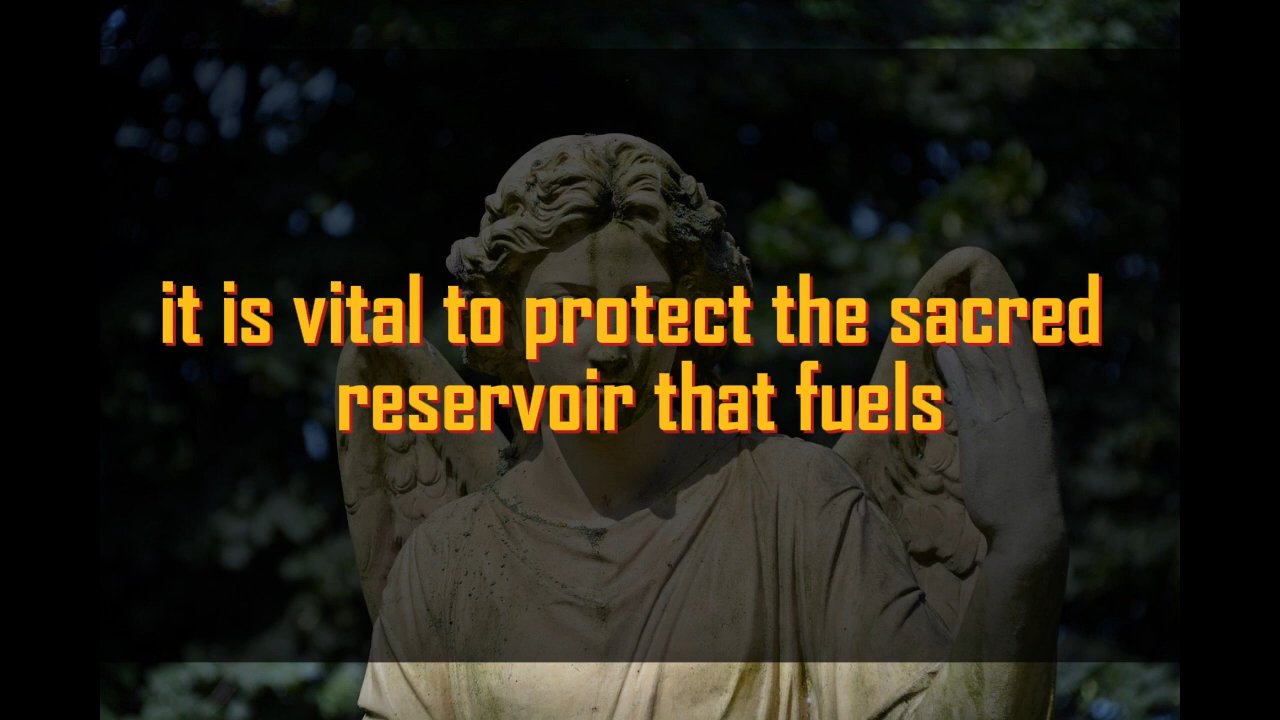 it is vital to protect the sacred
reservoir that fuels